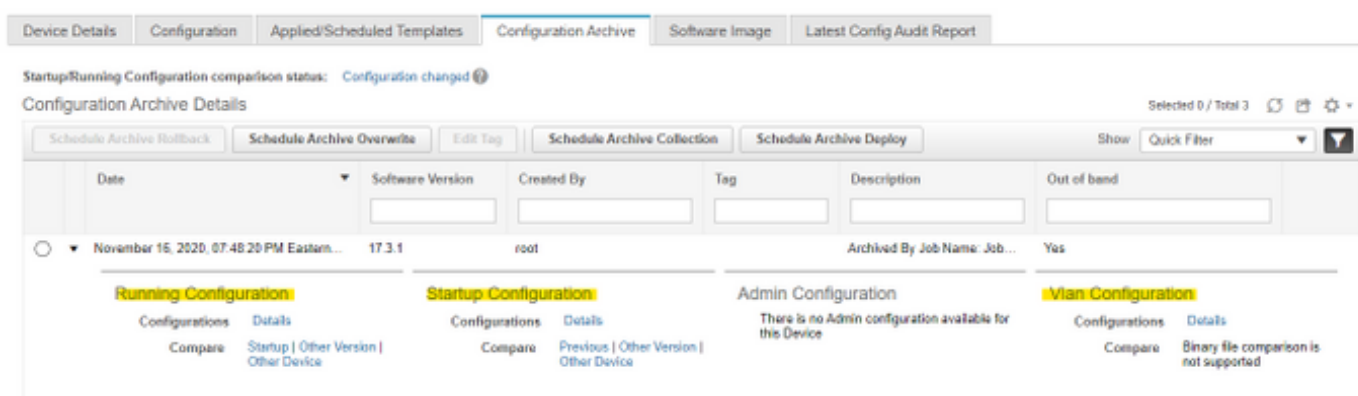 Device Details Configuration Applied/Scheduled Templates Configuration Archive Software Image Latest Config Audit Report
Startup/Running Configuration comparison status: Configuration changed
Configuration Archive Details Selected 0 / Total 3
Schedule Archive Rollback Schedule Archive Overwrite Edit Tag Schedule Archive Collection Schedule Archive Deploy Show Quick Filter
Date Software Version Created By Tag Description Out of band
November 16, 2020, 07:48:20 PM Eastern... 17.3.1 root Archived By Job Name: Job... Yes
Running Configuration Startup Configuration Admin Configuration Vlan Configuration
Configurations Details Configurations Details There is no Admin configuration available for Configurations Details
this Device
Compare Startup | Other Version | Compare Previous | Other Version | Compare Binary file comparison is
Other Device Other Device not supported